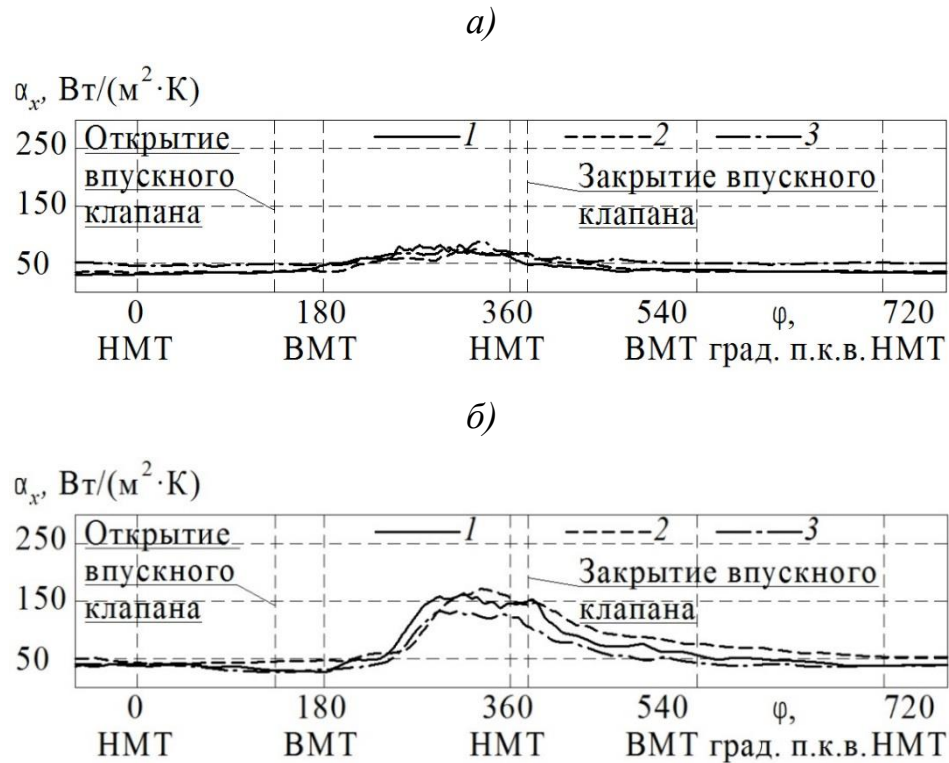 а)
αx, Вт/(м²·К)
250
150
50
Открытие
впускного
клапана
1 2 3
Закрытие впускного
клапана
0 180 360 540 φ, 720
НМТ ВМТ НМТ ВМТ град. п.к.в. НМТ
б)
αx, Вт/(м²·К)
250
150
50
Открытие
впускного
клапана
1 2 3
Закрытие впускного
клапана
0 180 360 540 φ, 720
НМТ ВМТ НМТ ВМТ град. п.к.в. НМТ